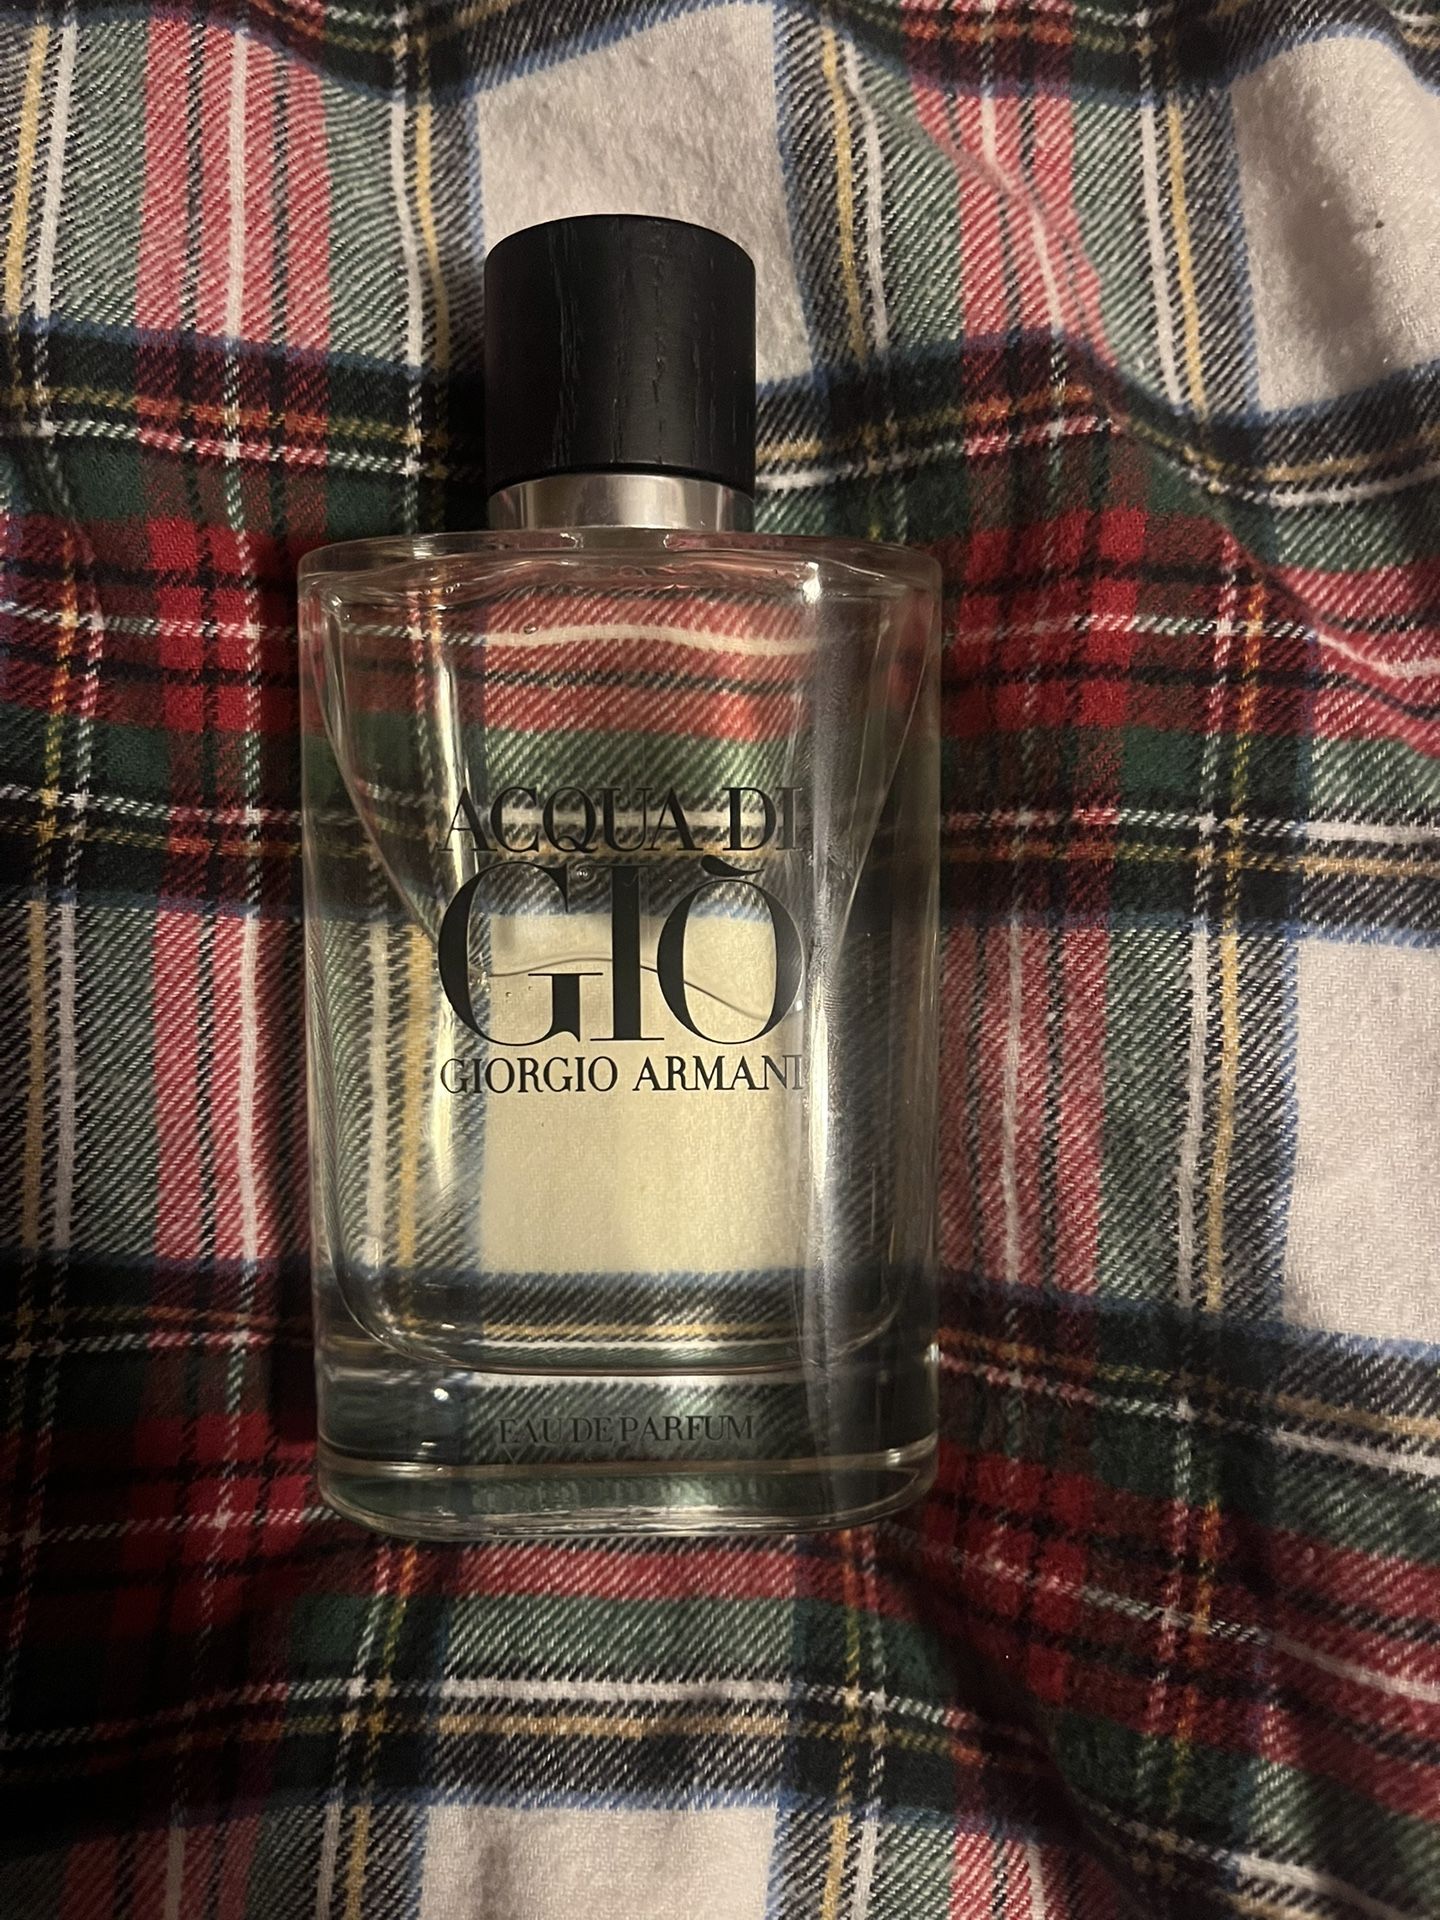 ACQUA DI
GIÒ
GIORGIO ARMANI
EAU DE PARFUM